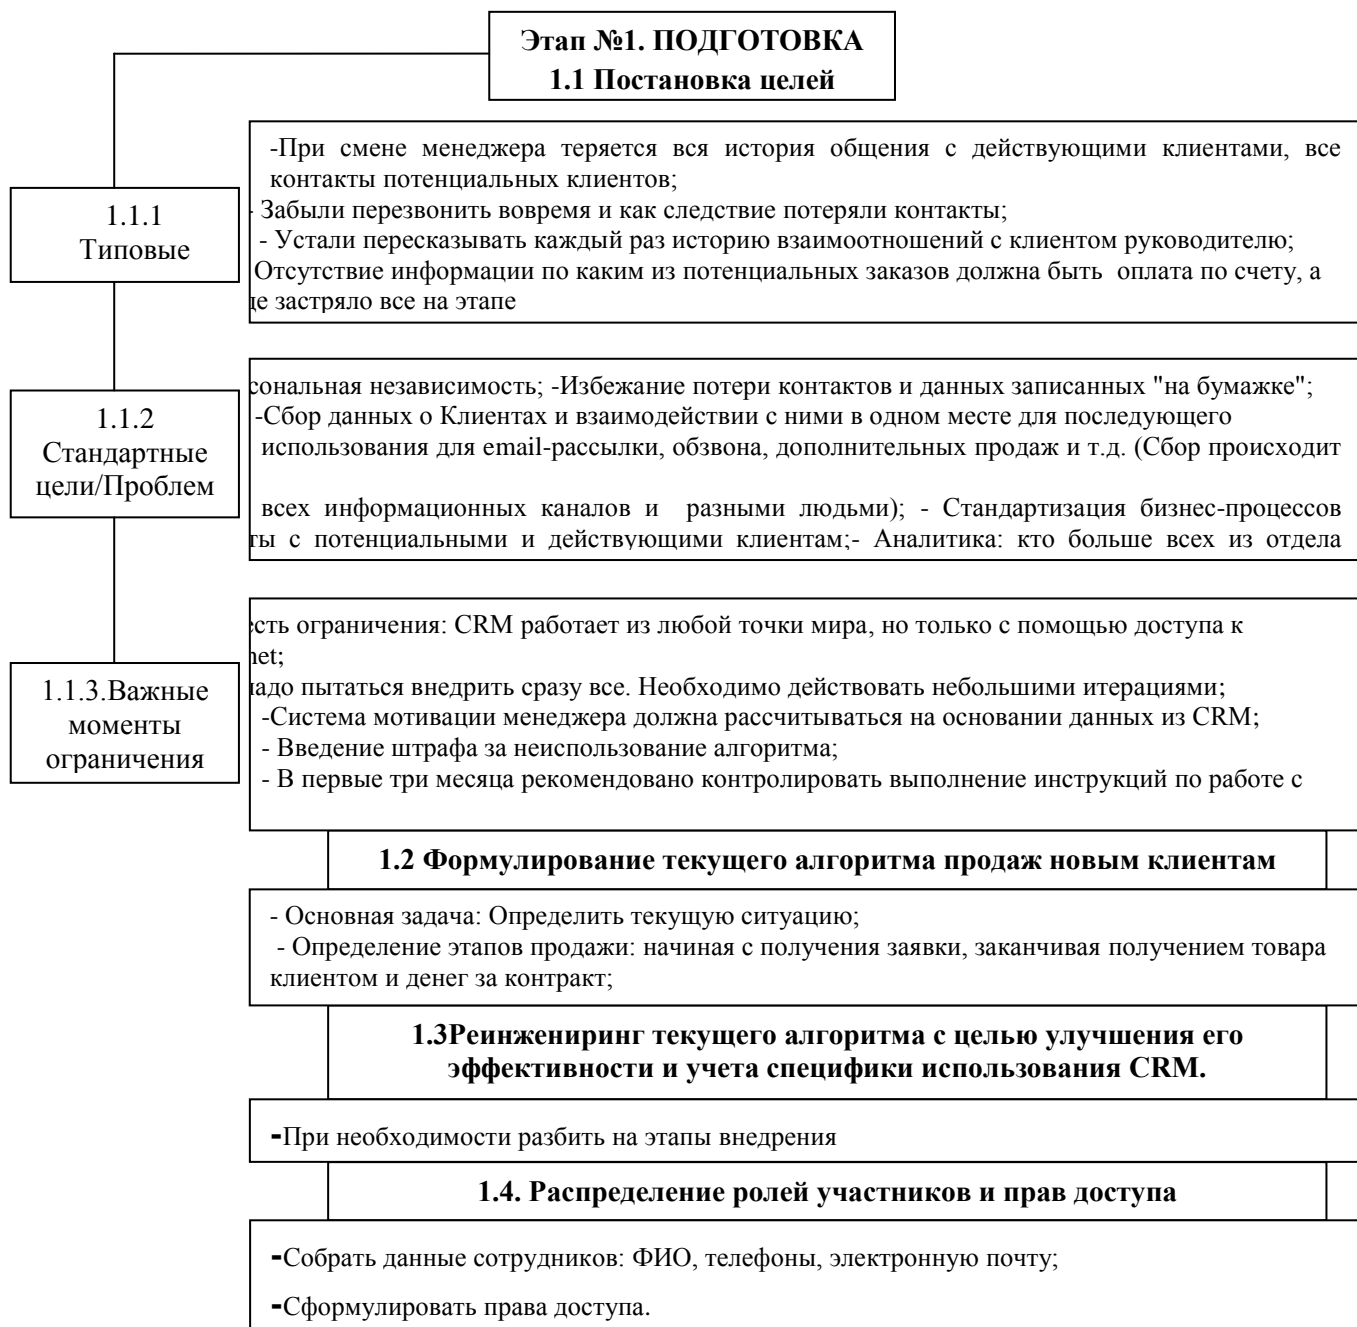 Этап №1. ПОДГОТОВКА
1.1 Постановка целей
1.1.1
Типовые
-При смене менеджера теряется вся история общения с действующими клиентами, все
контакты потенциальных клиентов;
- Забыли перезвонить вовремя и как следствие потеряли контакты;
- Устали пересказывать каждый раз историю взаимоотношений с клиентом руководителю;
Отсутствие информации по каким из потенциальных заказов должна быть оплата по счету, а
де застряло все на этапе
1.1.2
Стандартные
цели/Проблем
сональная независимость; -Избежание потери контактов и данных записанных "на бумажке";
-Сбор данных о Клиентах и взаимодействии с ними в одном месте для последующего
использования для email-рассылки, обзвона, дополнительных продаж и т.д. (Сбор происходит
всех информационных каналов и разными людьми); - Стандартизация бизнес-процессов
ты с потенциальными и действующими клиентам;- Аналитика: кто больше всех из отдела
1.1.3.Важные
моменты
ограничения
есть ограничения: CRM работает из любой точки мира, но только с помощью доступа к
net;
надо пытаться внедрить сразу все. Необходимо действовать небольшими итерациями;
-Система мотивации менеджера должна рассчитываться на основании данных из CRM;
- Введение штрафа за неиспользование алгоритма;
- В первые три месяца рекомендовано контролировать выполнение инструкций по работе с
1.2 Формулирование текущего алгоритма продаж новым клиентам
- Основная задача: Определить текущую ситуацию;
- Определение этапов продажи: начиная с получения заявки, заканчивая получением товара
клиентом и денег за контракт;
1.3Реинжениринг текущего алгоритма с целью улучшения его
эффективности и учета специфики использования CRM.
-При необходимости разбить на этапы внедрения
1.4. Распределение ролей участников и прав доступа
-Собрать данные сотрудников: ФИО, телефоны, электронную почту;
-Сформулировать права доступа.